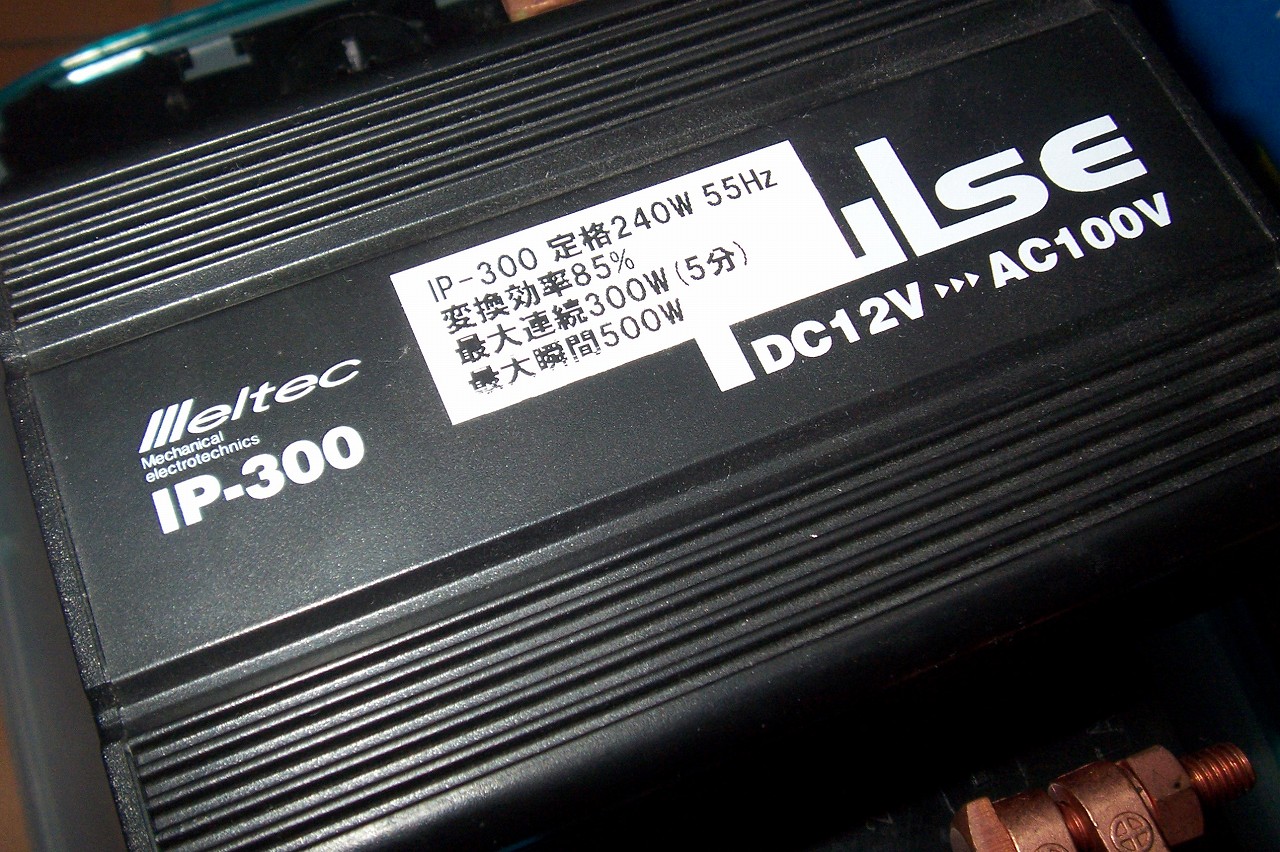 IP-300 定格240W 55Hz
変換効率85%
最大連続300W(5分)
最大瞬間500W
ulse
DC12V AC100V
Meltec
Mechanical
electrotechnics
IP-300